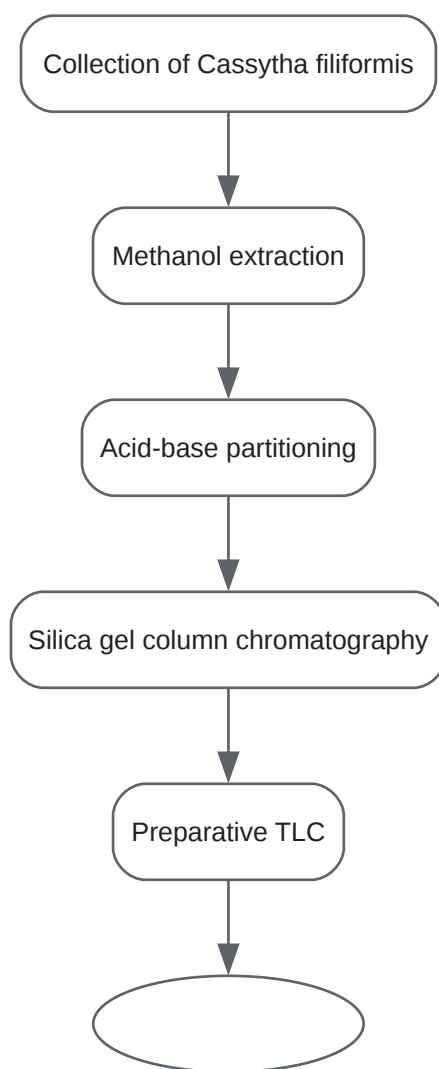 Collection of Cassytha filiformis
Methanol extraction
Acid-base partitioning
Silica gel column chromatography
Preparative TLC